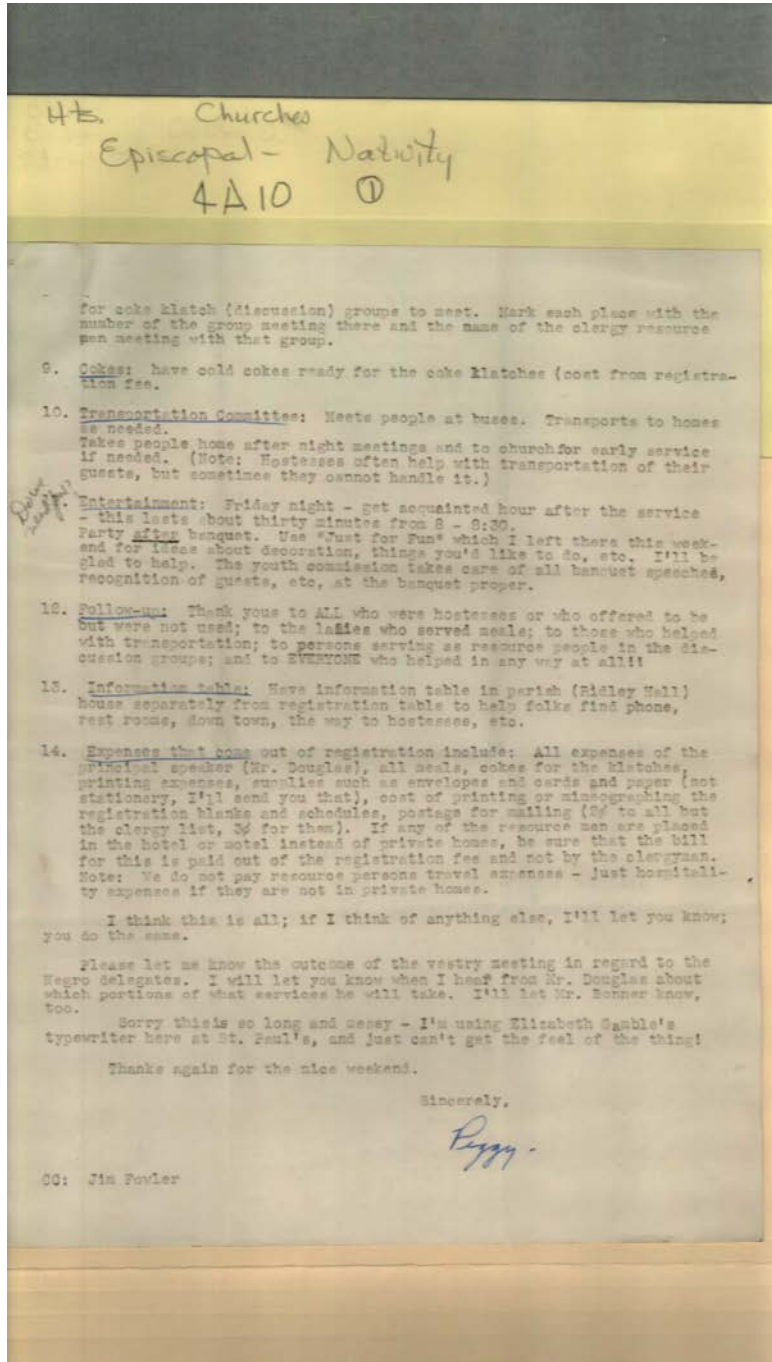 Hts. Churches
Episcopal - Nativity
4A10 ①
for coke klatch (discussion) groups to meet. Mark each place with the
number of the group meeting there and the name of the clergy resource
men meeting with that group.
9. Cokes: have cold cokes ready for the coke klatches (cost from registra-
tion fee.
10. Transportation Committee: Meets people at buses. Transports to homes
as needed.
Takes people home after night meetings and to churchfor early service
if needed. (Note: Hostesses often help with transportation of their
guests, but sometimes they cannot handle it.)
Entertainment: Friday night - get acquainted hour after the service
- this lasts about thirty minutes from 8 - 8:30.
Party after banquet. Use "Just for Fun" which I left there this week-
end for ideas about decoration, things you'd like to do, etc. I'll be
glad to help. The youth commission takes care of all banquet speeched,
recognition of guests, etc, at the banquet proper.
12. Follow-up: Thank yous to ALL who were hostesses or who offered to be
but were not used; to the ladies who served meals; to those who helped
with transportation; to persons serving as resource people in the dis-
cussion groups; and to EVERYONE who helped in any way at all!!
13. Information table: Have information table in parish (Ridley Hall)
house separately from registration table to help folks find phone,
rest rooms, down town, the way to hostesses, etc.
14. Expenses that come out of registration include: All expenses of the
principal speaker (Mr. Douglas), all meals, cokes for the klatches,
printing expenses, supplies such as envelopes and cards and paper (not
stationery, I'll send you that), cost of printing or mimeographing the
registration blanks and schedules, postage for mailing (2¢ to all but
the clergy list, 3¢ for them). If any of the resource men are placed
in the hotel or motel instead of private homes, be sure that the bill
for this is paid out of the registration fee and not by the clergyman.
Note: We do not pay resource persons travel expenses - just hospitali-
ty expenses if they are not in private homes.
I think this is all; if I think of anything else, I'll let you know;
you do the same.
Please let me know the outcome of the vestry meeting in regard to the
Negro delegates. I will let you know when I hear from Mr. Douglas about
which portions of what services he will take. I'll let Mr. Bonner know,
too.
Sorry thisis so long and messy - I'm using Elizabeth Gamble's
typewriter here at St. Paul's, and just can't get the feel of the thing!
Thanks again for the nice weekend.
Sincerely,
Peggy -
CC: Jim Fowler